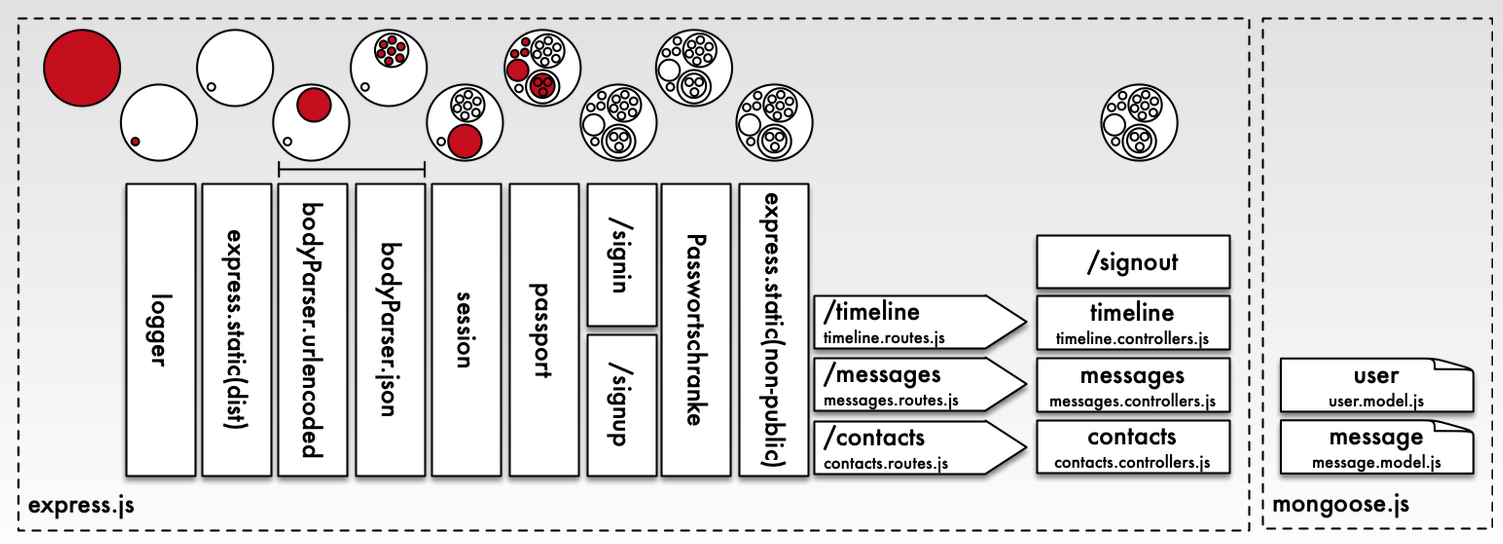 logger
express.static(dist)
bodyParser.urlencoded
bodyParser.json
session
passport
/signin
/signup
Passwortschranke
express.static(non-public)
/timeline
timeline.routes.js
/messages
messages.routes.js
/contacts
contacts.routes.js
/signout
timeline
timeline.controllers.js
messages
messages.controllers.js
contacts
contacts.controllers.js
express.js
user
user.model.js
message
message.model.js
mongoose.js